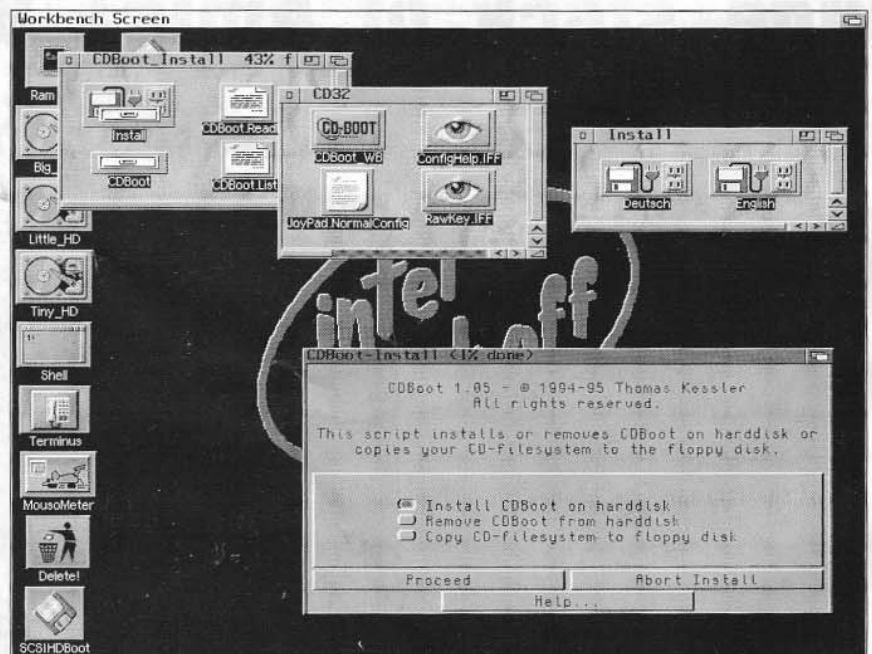 Workbench Screen
CDBoot_Install 43% f
Ram
Install
CDBoot.Read
Big_
CDBoot
CDBoot.List
Little_HD
Tiny_HD
Shell
Terminus
MousoMeter
Delete!
SCSIHDBoot
CD32
CD-BOOT
CDBoot_WB
ConfigHelp.IFF
JoyPad.NormalConfig
RawKey.IFF
Install
Deutsch
English
intel
off
CDBoot-Install (1% done)
CDBoot 1.05 - © 1994-95 Thomas Kessler
All rights reserved.
This script installs or removes CDBoot on harddisk or
copies your CD-filesystem to the floppy disk.
Install CDBoot on harddisk
Remove CDBoot from harddisk
Copy CD-filesystem to floppy disk
Proceed
Abort Install
Help...